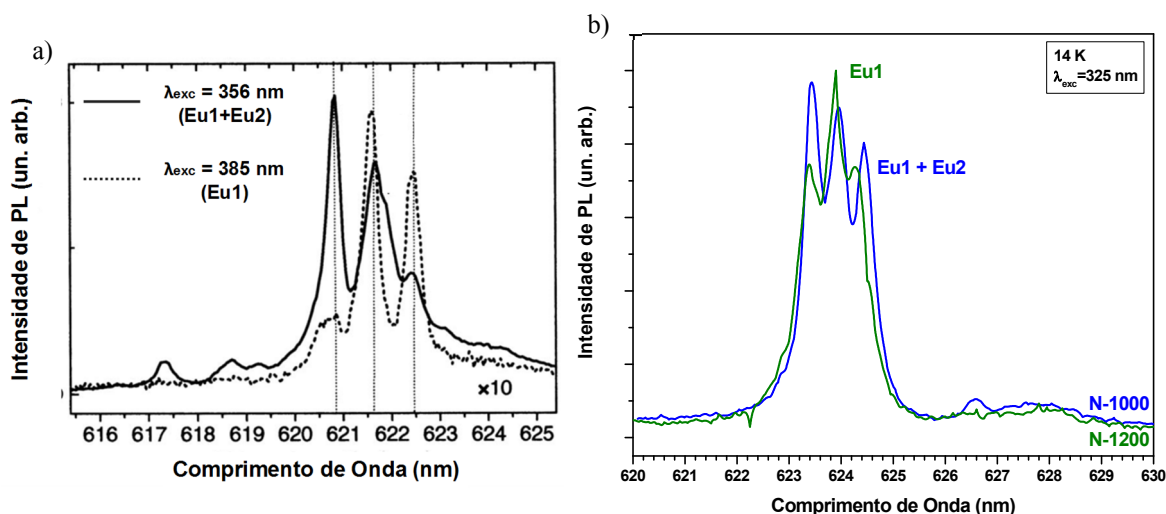 a)
λexc = 356 nm
(Eu1+Eu2)
λexc = 385 nm
(Eu1)
×10
Intensidade de PL (un. arb.)
616 617 618 619 620 621 622 623 624 625
Comprimento de Onda (nm)
b)
14 K
λexc=325 nm
Eu1
Eu1 + Eu2
N-1000
N-1200
Intensidade de PL (un. arb.)
620 621 622 623 624 625 626 627 628 629 630
Comprimento de Onda (nm)